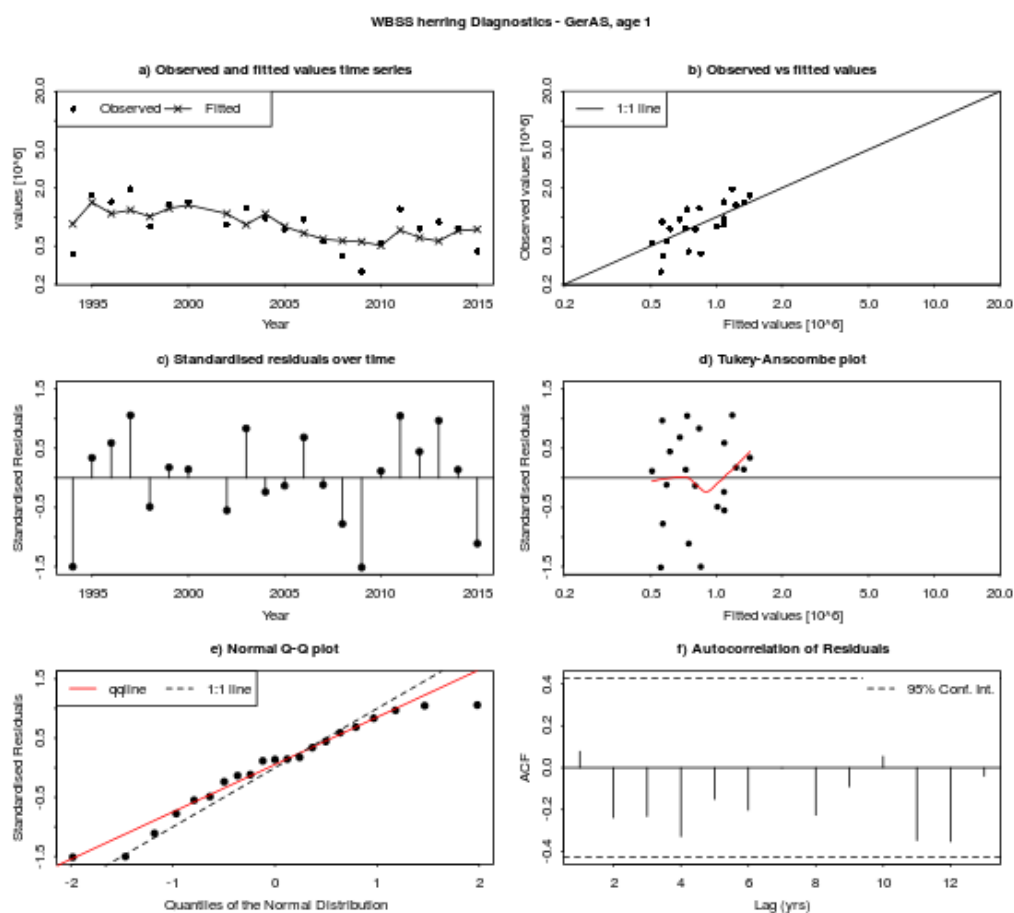 WBSS herring Diagnostics - GerAS, age 1
a) Observed and fitted values time series
values [10^6]
20.0
5.0
2.0
0.5
0.2
Observed Fitted
1995 2000 2005 2010 2015
Year
b) Observed vs fitted values
Observed values [10^6]
20.0
5.0
2.0
0.5
0.2
1:1 line
0.2 0.5 1.0 2.0 5.0 10.0 20.0
Fitted values [10^6]
c) Standardised residuals over time
Standardised Residuals
1.5
0.5
-0.5
-1.5
1995 2000 2005 2010 2015
Year
d) Tukey-Anscombe plot
Standardised Residuals
1.5
0.5
-0.5
-1.5
0.2 0.5 1.0 2.0 5.0 10.0 20.0
Fitted values [10^6]
e) Normal Q-Q plot
Standardised Residuals
1.5
0.5
-0.5
-1.5
qqline 1:1 line
-2 -1 0 1 2
Quantiles of the Normal Distribution
f) Autocorrelation of Residuals
ACF
0.4
0.2
0.0
-0.2
-0.4
95% Conf. Int.
2 4 6 8 10 12
Lag (yrs)